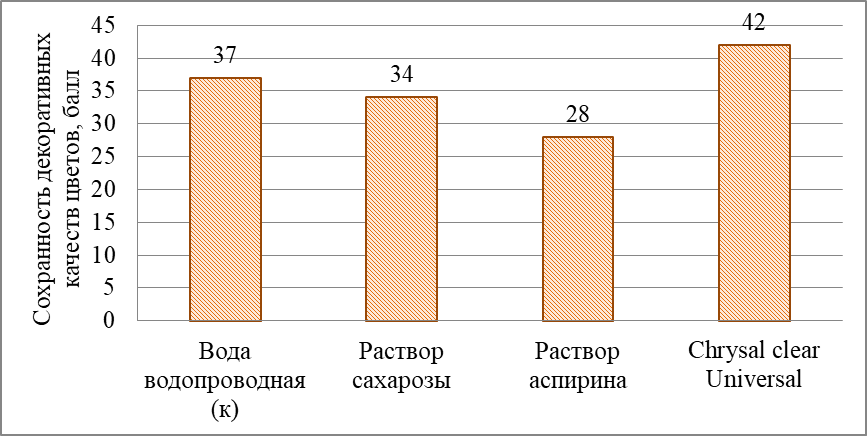 Сохранность декоративных
качеств цветов, балл
45
40
35
30
25
20
15
10
5
0
37
34
28
42
Вода
водопроводная
(к)
Раствор
сахарозы
Раствор
аспирина
Chrysal clear
Universal